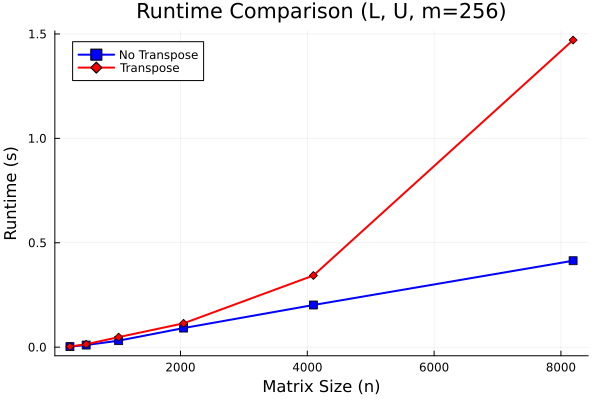 Runtime Comparison (L, U, m=256)
No Transpose
Transpose
Runtime (s)
1.5
1.0
0.5
0.0
2000 4000 6000 8000
Matrix Size (n)